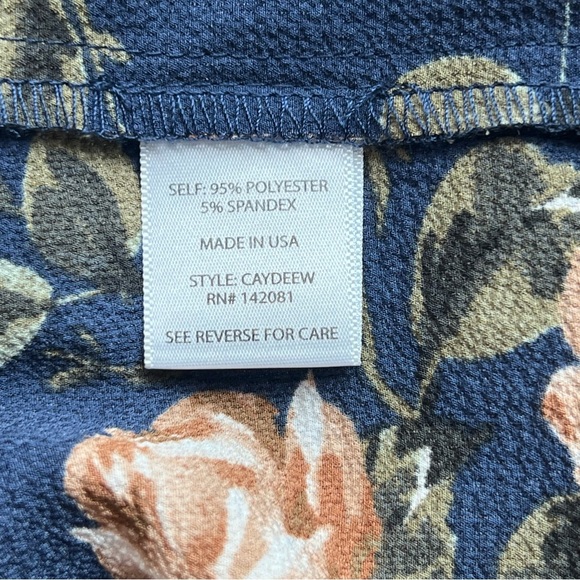 SELF: 95% POLYESTER
5% SPANDEX
MADE IN USA
STYLE: CAYDEEW
RN# 142081
SEE REVERSE FOR CARE